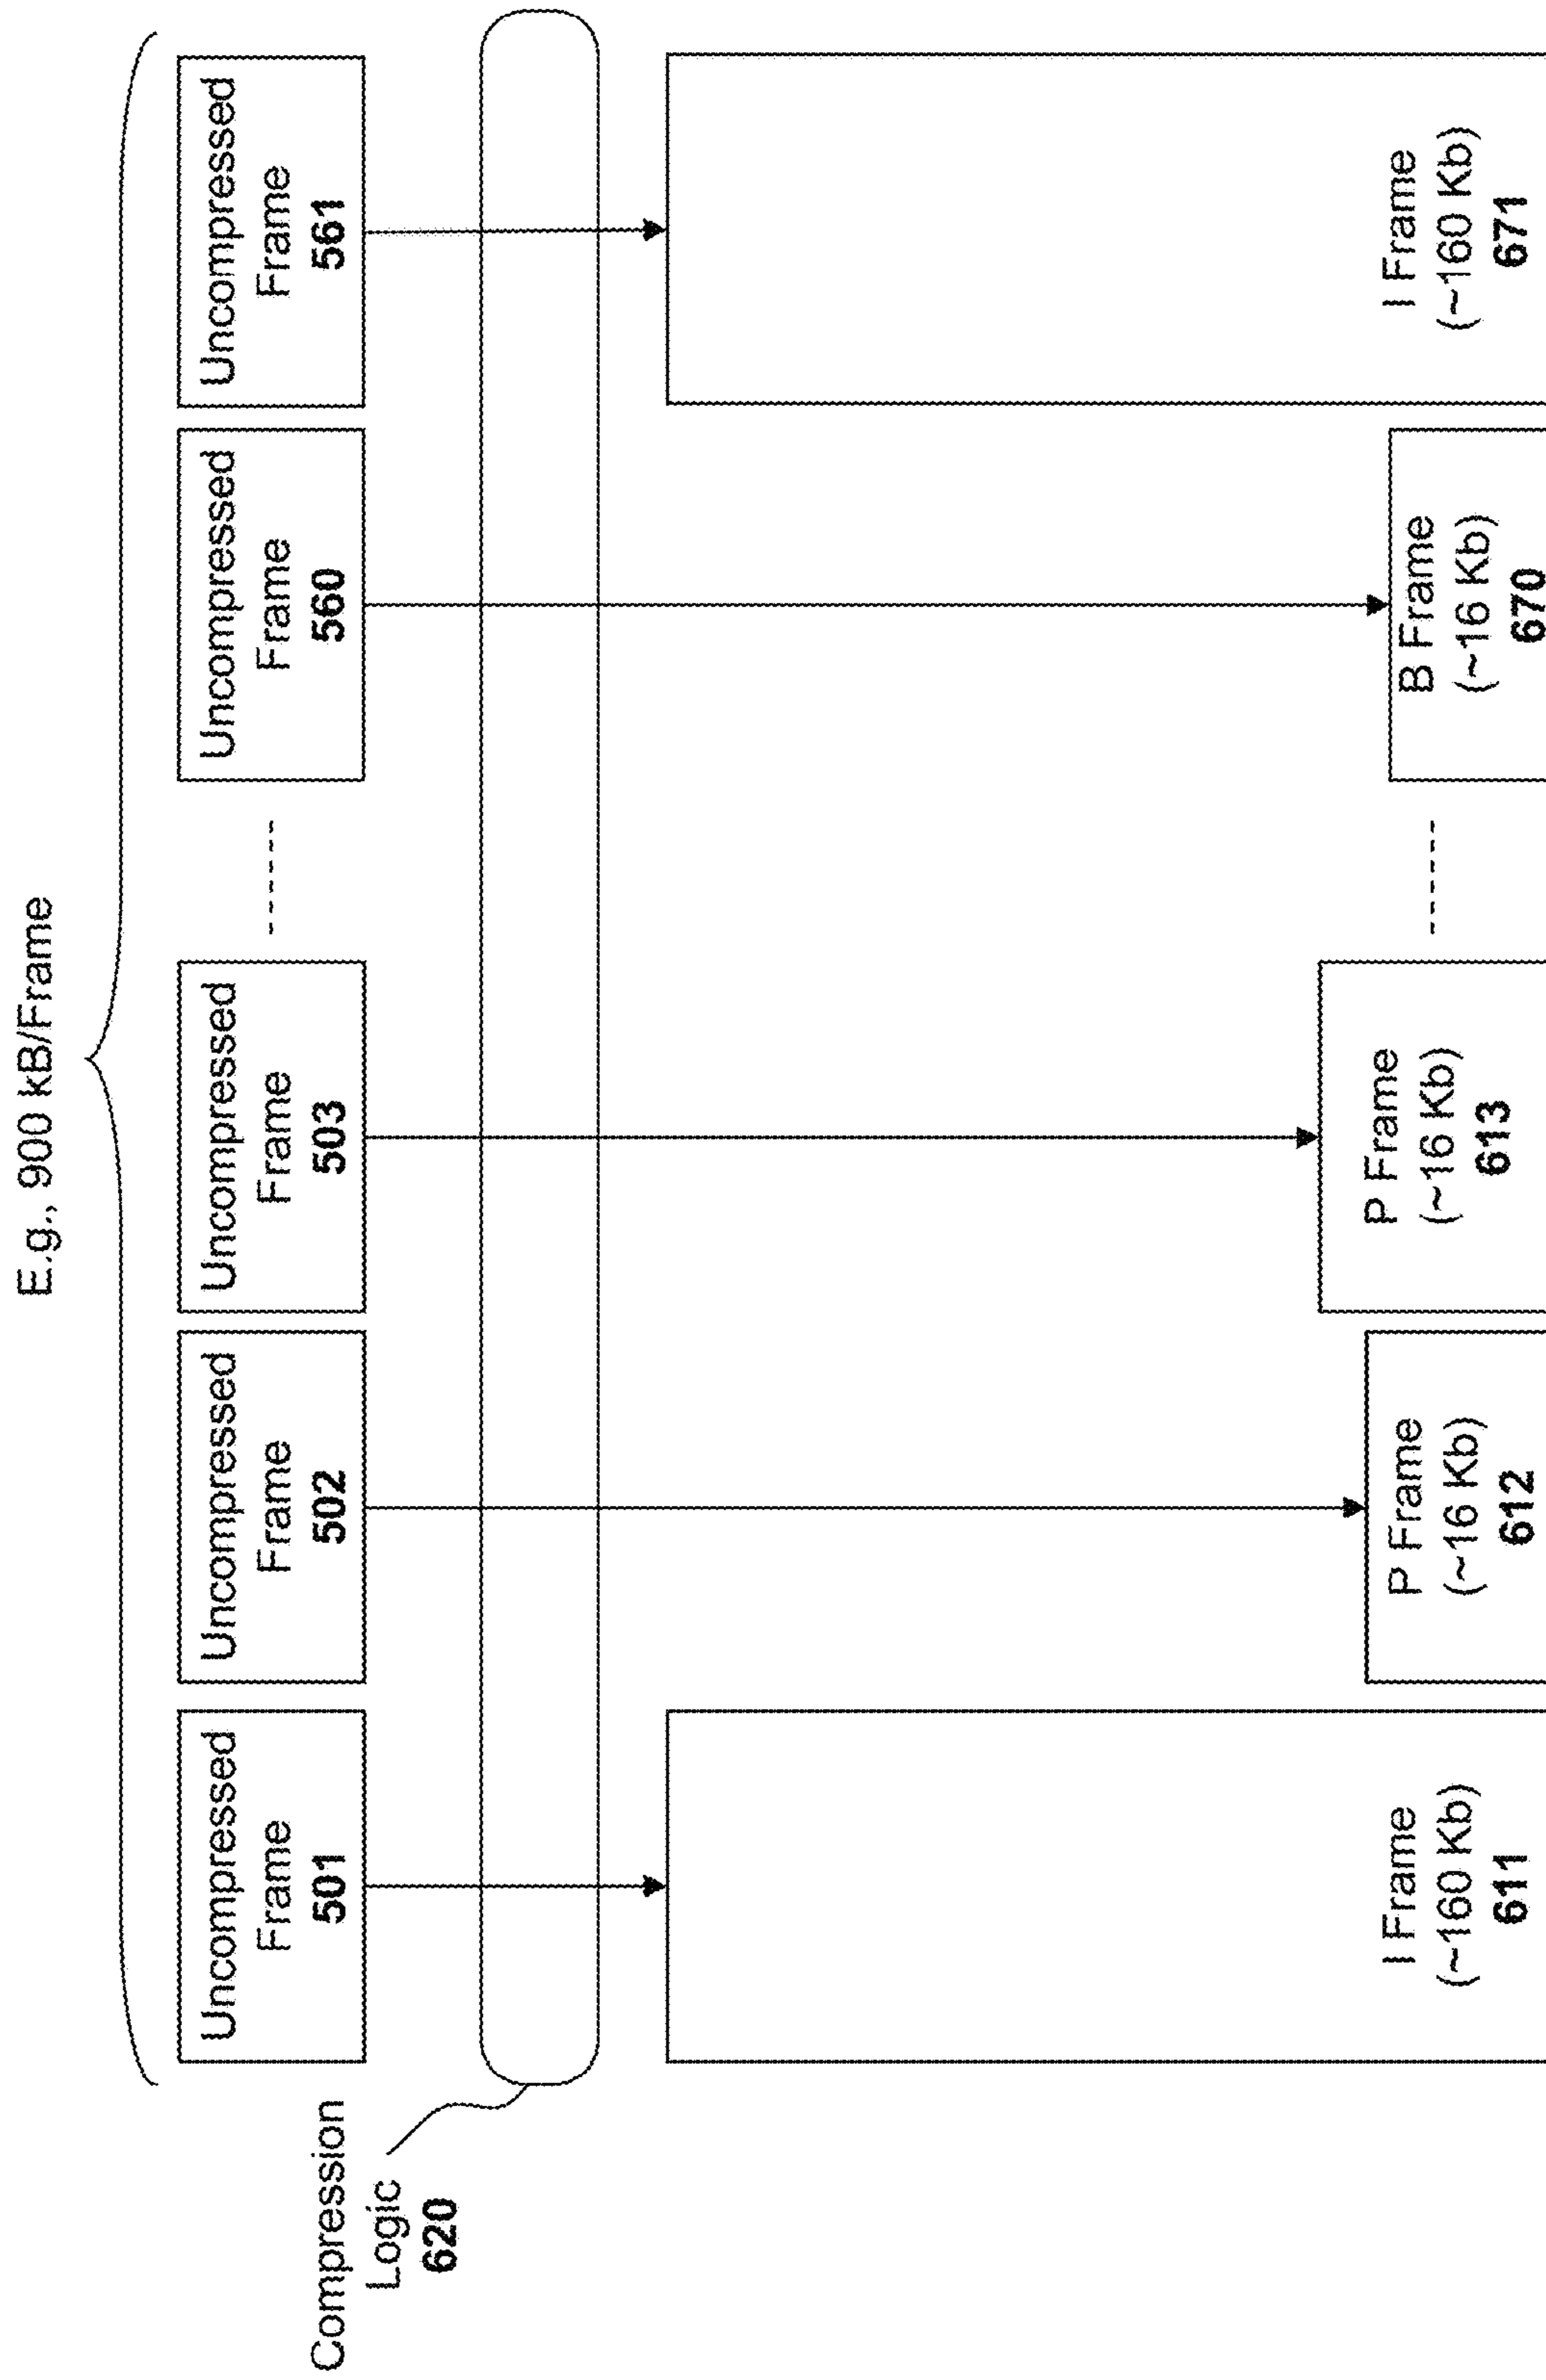 E.g., 900 kB/Frame
Uncompressed
Frame
501
Uncompressed
Frame
502
Uncompressed
Frame
503
Uncompressed
Frame
560
Uncompressed
Frame
561
Compression
Logic
620
I Frame
(~160 Kb)
611
P Frame
(~16 Kb)
612
P Frame
(~16 Kb)
613
B Frame
(~16 Kb)
670
I Frame
(~160 Kb)
671